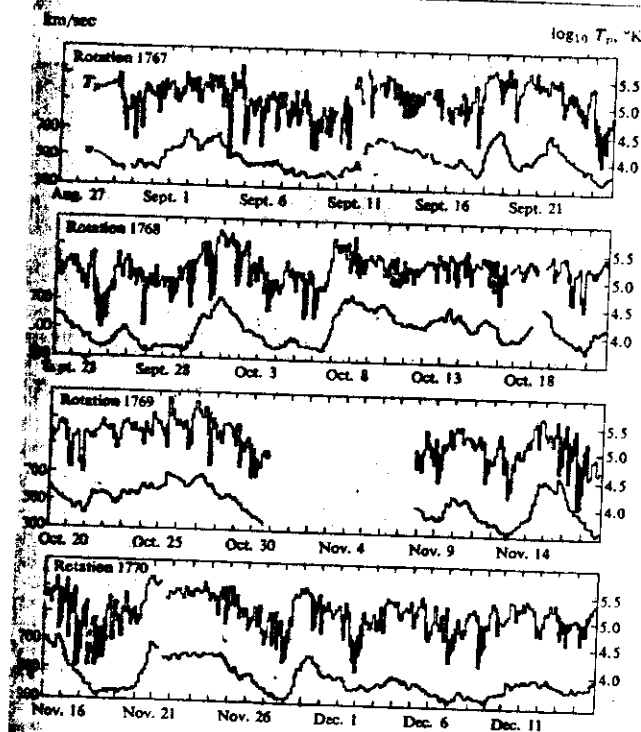 km/sec
log10 Tp, °K
Rotation 1767
Tp
5.5
5.0
4.5
4.0
700
500
300
Aug. 27 Sept. 1 Sept. 6 Sept. 11 Sept. 16 Sept. 21
Rotation 1768
5.5
5.0
4.5
4.0
700
Sept. 28 Oct. 3 Oct. 8 Oct. 13 Oct. 18
Rotation 1769
5.5
5.0
4.5
4.0
300
Oct. 20 Oct. 25 Oct. 30 Nov. 4 Nov. 9 Nov. 14
Rotation 1770
5.5
5.0
4.5
4.0
Nov. 16 Nov. 21 Nov. 26 Dec. 1 Dec. 6 Dec. 11